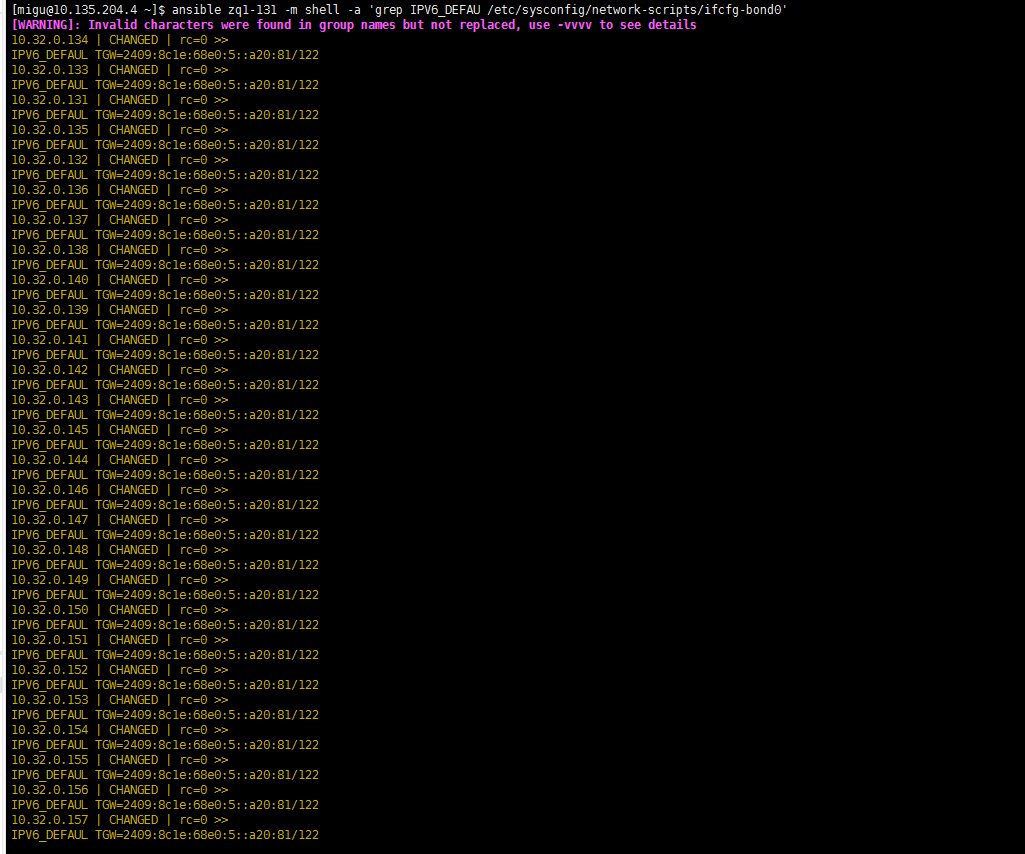 [migu@10.135.204.4 ~]$ ansible zq1-131 -m shell -a 'grep IPV6_DEFAU /etc/sysconfig/network-scripts/ifcfg-bond0'
[WARNING]: Invalid characters were found in group names but not replaced, use -vvvv to see details
10.32.0.134 | CHANGED | rc=0 >>
IPV6_DEFAUL TGW=2409:8c1e:68e0:5::a20:81/122
10.32.0.133 | CHANGED | rc=0 >>
IPV6_DEFAUL TGW=2409:8c1e:68e0:5::a20:81/122
10.32.0.131 | CHANGED | rc=0 >>
IPV6_DEFAUL TGW=2409:8c1e:68e0:5::a20:81/122
10.32.0.135 | CHANGED | rc=0 >>
IPV6_DEFAUL TGW=2409:8c1e:68e0:5::a20:81/122
10.32.0.132 | CHANGED | rc=0 >>
IPV6_DEFAUL TGW=2409:8c1e:68e0:5::a20:81/122
10.32.0.136 | CHANGED | rc=0 >>
IPV6_DEFAUL TGW=2409:8c1e:68e0:5::a20:81/122
10.32.0.137 | CHANGED | rc=0 >>
IPV6_DEFAUL TGW=2409:8c1e:68e0:5::a20:81/122
10.32.0.138 | CHANGED | rc=0 >>
IPV6_DEFAUL TGW=2409:8c1e:68e0:5::a20:81/122
10.32.0.140 | CHANGED | rc=0 >>
IPV6_DEFAUL TGW=2409:8c1e:68e0:5::a20:81/122
10.32.0.139 | CHANGED | rc=0 >>
IPV6_DEFAUL TGW=2409:8c1e:68e0:5::a20:81/122
10.32.0.141 | CHANGED | rc=0 >>
IPV6_DEFAUL TGW=2409:8c1e:68e0:5::a20:81/122
10.32.0.142 | CHANGED | rc=0 >>
IPV6_DEFAUL TGW=2409:8c1e:68e0:5::a20:81/122
10.32.0.143 | CHANGED | rc=0 >>
IPV6_DEFAUL TGW=2409:8c1e:68e0:5::a20:81/122
10.32.0.145 | CHANGED | rc=0 >>
IPV6_DEFAUL TGW=2409:8c1e:68e0:5::a20:81/122
10.32.0.144 | CHANGED | rc=0 >>
IPV6_DEFAUL TGW=2409:8c1e:68e0:5::a20:81/122
10.32.0.146 | CHANGED | rc=0 >>
IPV6_DEFAUL TGW=2409:8c1e:68e0:5::a20:81/122
10.32.0.147 | CHANGED | rc=0 >>
IPV6_DEFAUL TGW=2409:8c1e:68e0:5::a20:81/122
10.32.0.148 | CHANGED | rc=0 >>
IPV6_DEFAUL TGW=2409:8c1e:68e0:5::a20:81/122
10.32.0.149 | CHANGED | rc=0 >>
IPV6_DEFAUL TGW=2409:8c1e:68e0:5::a20:81/122
10.32.0.150 | CHANGED | rc=0 >>
IPV6_DEFAUL TGW=2409:8c1e:68e0:5::a20:81/122
10.32.0.151 | CHANGED | rc=0 >>
IPV6_DEFAUL TGW=2409:8c1e:68e0:5::a20:81/122
10.32.0.152 | CHANGED | rc=0 >>
IPV6_DEFAUL TGW=2409:8c1e:68e0:5::a20:81/122
10.32.0.153 | CHANGED | rc=0 >>
IPV6_DEFAUL TGW=2409:8c1e:68e0:5::a20:81/122
10.32.0.154 | CHANGED | rc=0 >>
IPV6_DEFAUL TGW=2409:8c1e:68e0:5::a20:81/122
10.32.0.155 | CHANGED | rc=0 >>
IPV6_DEFAUL TGW=2409:8c1e:68e0:5::a20:81/122
10.32.0.156 | CHANGED | rc=0 >>
IPV6_DEFAUL TGW=2409:8c1e:68e0:5::a20:81/122
10.32.0.157 | CHANGED | rc=0 >>
IPV6_DEFAUL TGW=2409:8c1e:68e0:5::a20:81/122